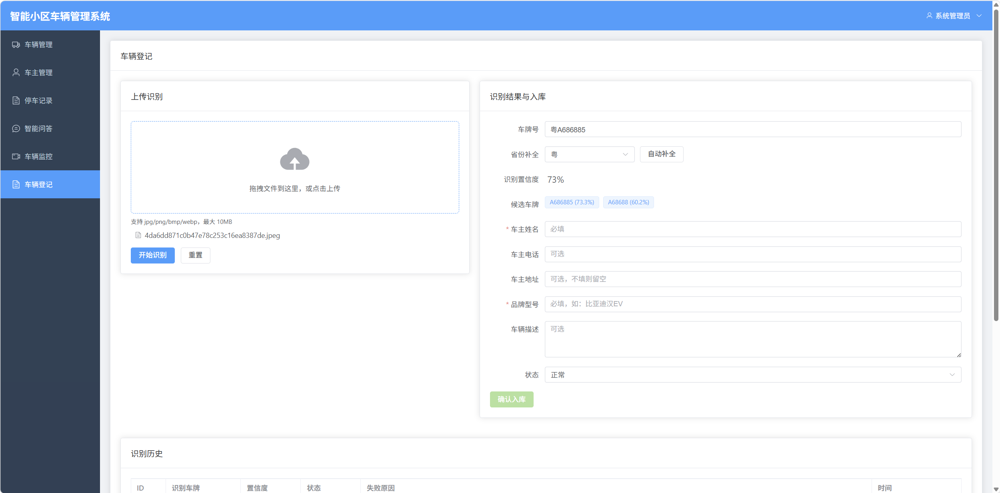 智能小区车辆管理系统
系统管理员
车辆管理
车主管理
停车记录
智能问答
车辆监控
车辆登记
车辆登记
上传识别
拖拽文件到这里，或点击上传
支持 jpg/png/bmp/webp，最大 10MB
4da6dd871c0b47e78c253c16ea8387de.jpeg
开始识别 重置
识别结果与入库
车牌号 粤A686885
省份补全 粤 自动补全
识别置信度 73%
候选车牌 A686885 (73.3%) A68688 (60.2%)
* 车主姓名 必填
车主电话 可选
车主地址 可选，不填则留空
* 品牌型号 必填，如：比亚迪汉EV
车辆描述 可选
状态 正常
确认入库
识别历史
ID 识别车牌 置信度 状态 失败原因 时间